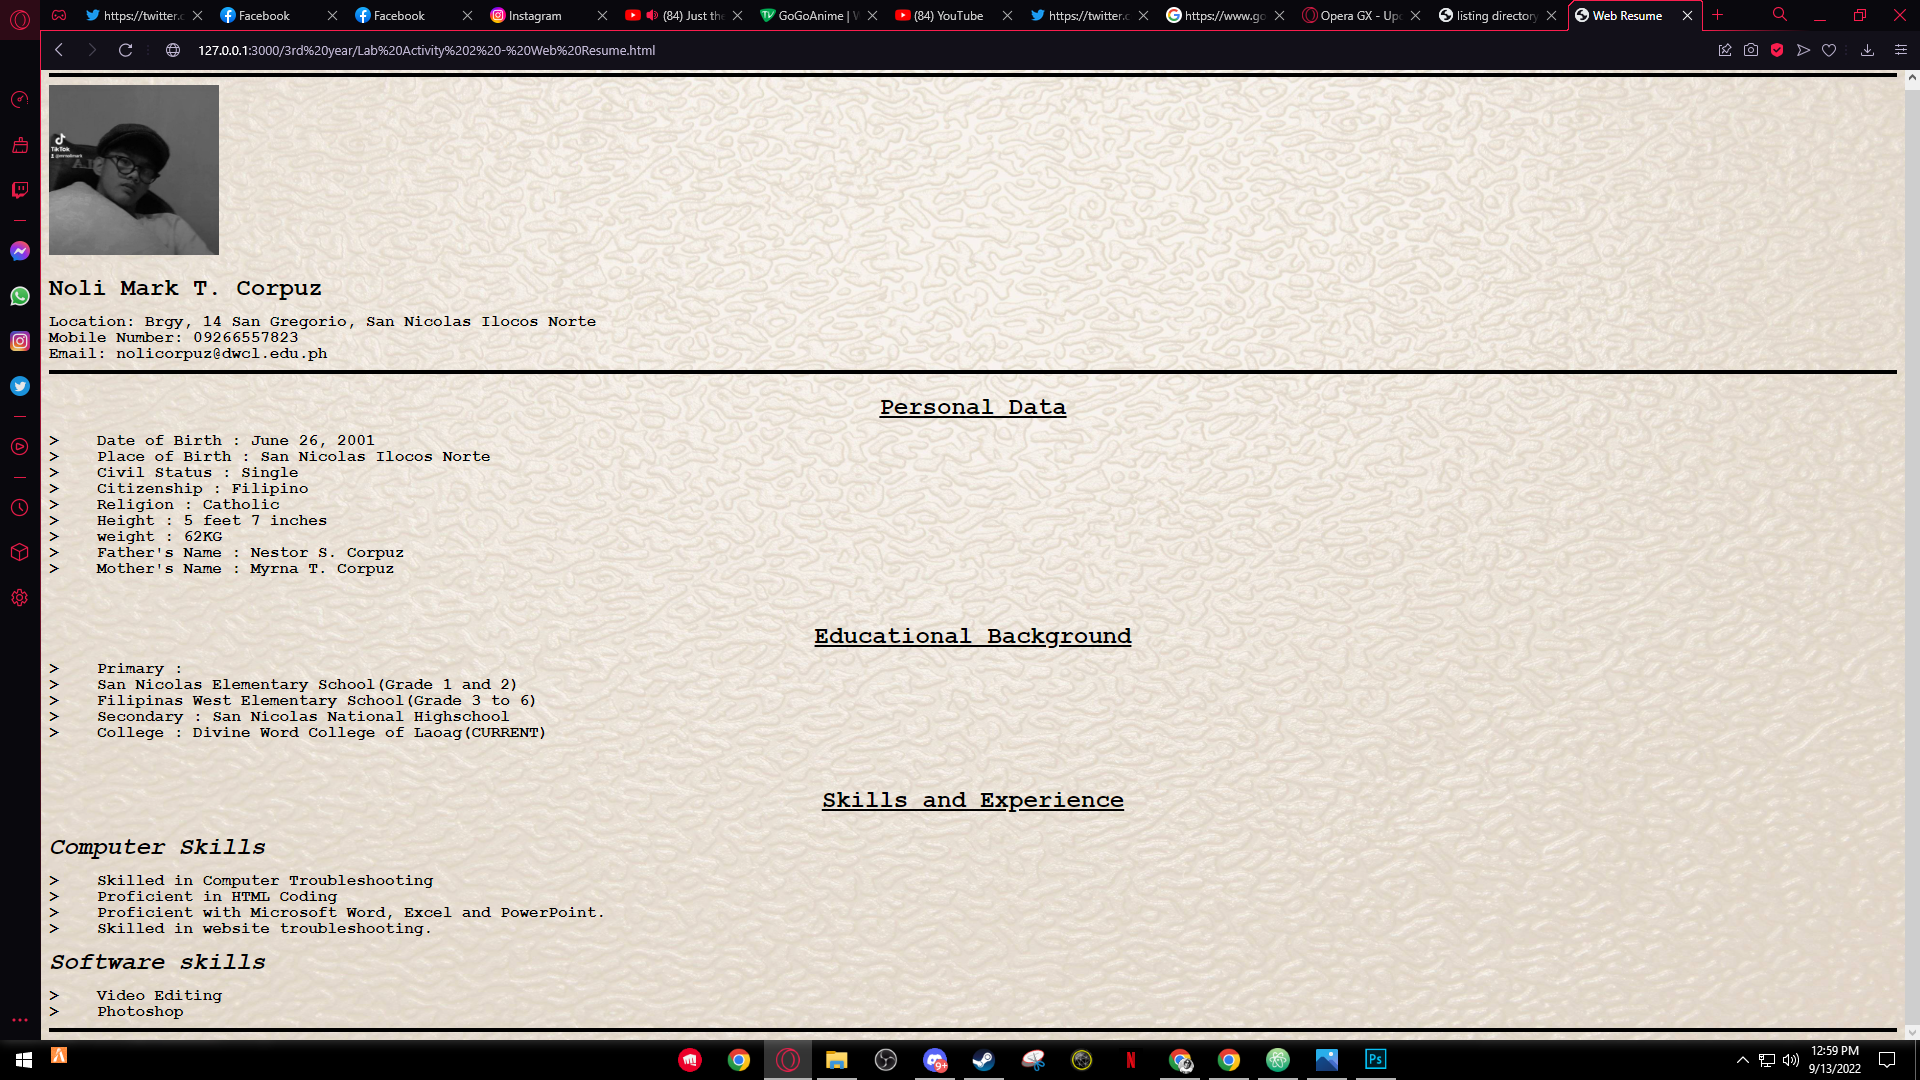 https://twitter.c
Facebook
Facebook
Instagram
(84) Just the
GoGoAnime | W
(84) YouTube
https://twitter.c
https://www.go
Opera GX - Upd
listing directory
Web Resume
127.0.0.1:3000/3rd%20year/Lab%20Activity%202%20-%20Web%20Resume.html
TikTok
Noli Mark T. Corpuz
Location: Brgy, 14 San Gregorio, San Nicolas Ilocos Norte
Mobile Number: 09266557823
Email: nolicorpuz@dwcl.edu.ph
Personal Data
> Date of Birth : June 26, 2001
> Place of Birth : San Nicolas Ilocos Norte
> Civil Status : Single
> Citizenship : Filipino
> Religion : Catholic
> Height : 5 feet 7 inches
> weight : 62KG
> Father's Name : Nestor S. Corpuz
> Mother's Name : Myrna T. Corpuz
Educational Background
> Primary :
> San Nicolas Elementary School(Grade 1 and 2)
> Filipinas West Elementary School(Grade 3 to 6)
> Secondary : San Nicolas National Highschool
> College : Divine Word College of Laoag(CURRENT)
Skills and Experience
Computer Skills
> Skilled in Computer Troubleshooting
> Proficient in HTML Coding
> Proficient with Microsoft Word, Excel and PowerPoint.
> Skilled in website troubleshooting.
Software skills
> Video Editing
> Photoshop
9+
N
Ps
12:59 PM
9/13/2022